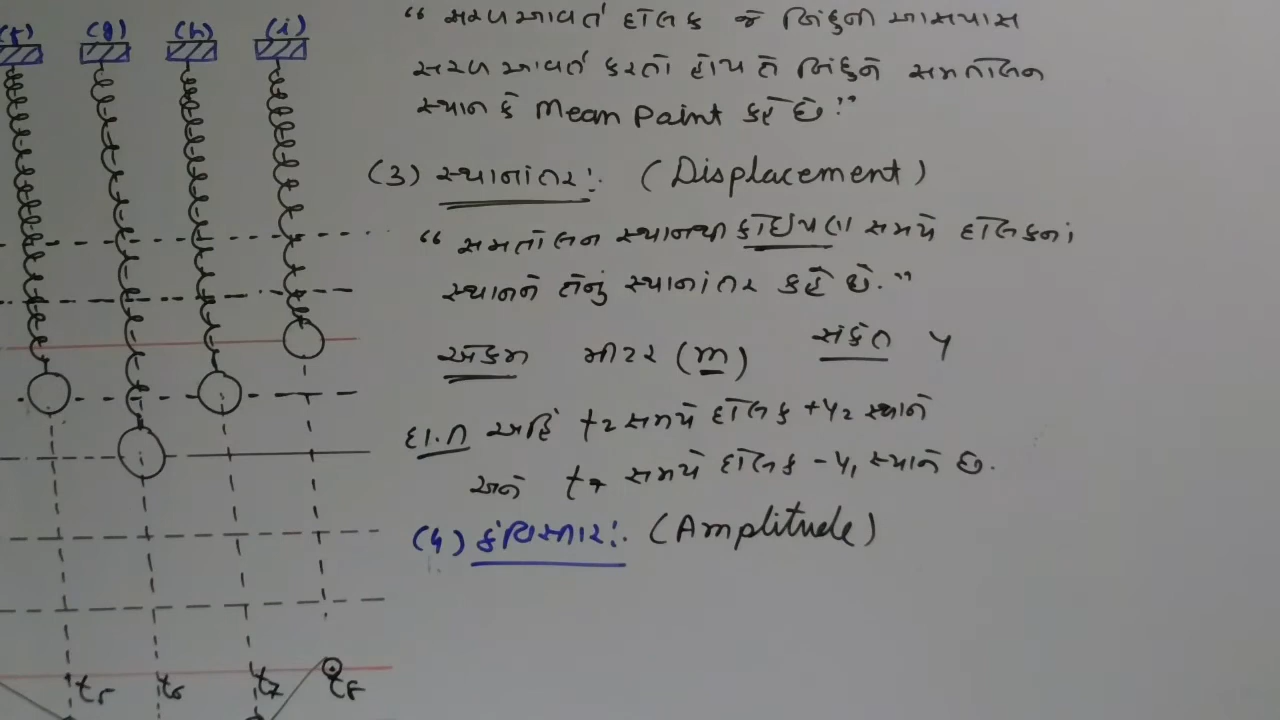 (f) (g) (h) (i)
“ સરળ આવર્ત દોલક જે બિંદુની આસપાસ
સરળ આવર્ત કરતો હોય તે બિંદુને સમતોલન
સ્થાન કે Mean Paint કહે છે."
(3) સ્થાનાંતર : (Displacement)
“ સમતોલન સ્થાનથી કોઇપણ સમયે દોલકનાં
સ્થાનને તેનું સ્થાનાંતર કહે છે. ”
એકમ મીટર (m) સંકેત y
દા.ત અહિં t2 સમયે દોલક +y2 સ્થાને
અને t7 સમયે દોલક -y1 સ્થાને છે.
(4) કંપવિસ્તાર : (Amplitude)
t5 t6 t7 t8